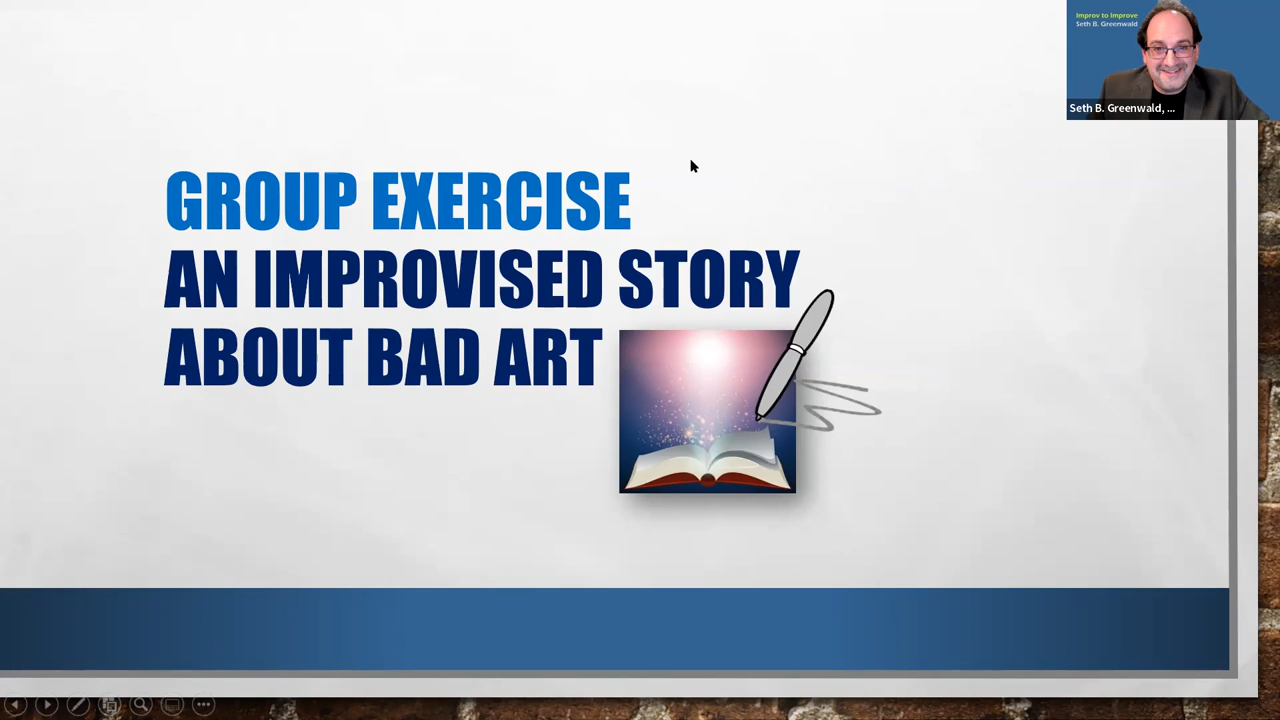 Improv to Improve
Seth B. Greenwald
Seth B. Greenwald, ...
GROUP EXERCISE
AN IMPROVISED STORY
ABOUT BAD ART